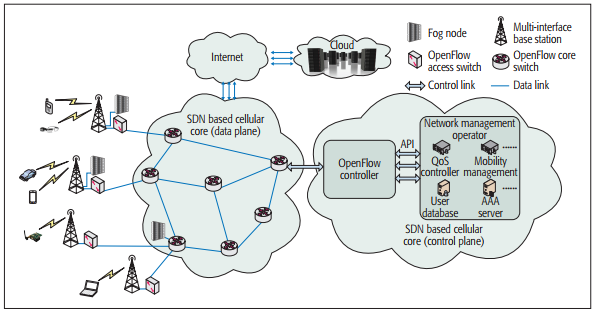 Fog node
Multi-interface
base station
OpenFlow
access switch
OpenFlow core
switch
Control link
Data link
Internet
Cloud
SDN based cellular
core (data plane)
OpenFlow
controller
API
Network management
operator
QoS
controller
Mobility
management
......
User
database
AAA
server
......
SDN based cellular
core (control plane)